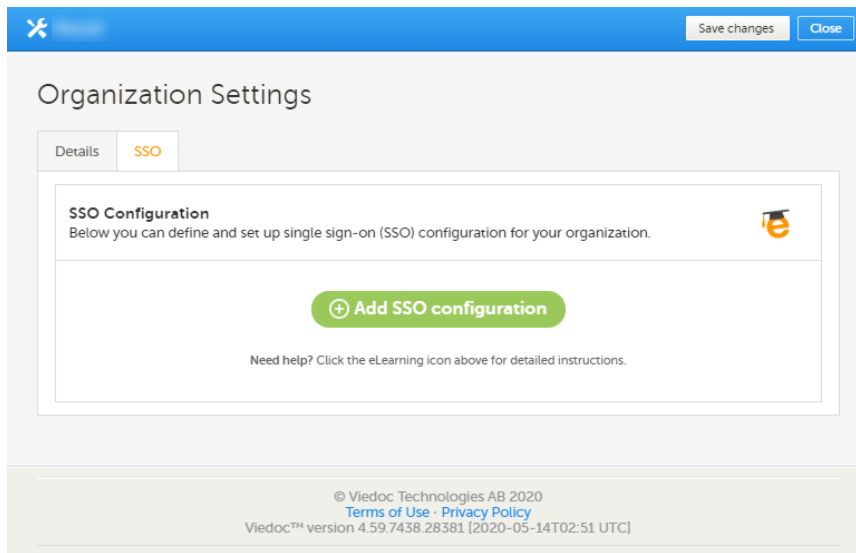 Save changes
Close
Organization Settings
Details
SSO
SSO Configuration
Below you can define and set up single sign-on (SSO) configuration for your organization.
Add SSO configuration
Need help? Click the eLearning icon above for detailed instructions.
© Viedoc Technologies AB 2020
Terms of Use · Privacy Policy
Viedoc™ version 4.59.7438.28381 [2020-05-14T02:51 UTC]